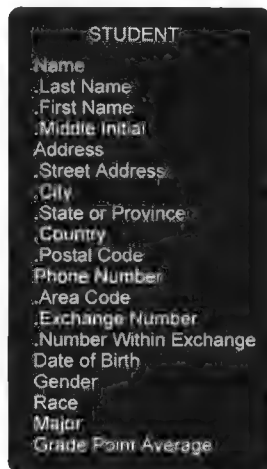 STUDENT
Name
.Last Name
.First Name
.Middle Initial
Address
.Street Address
.City
.State or Province
.Country
.Postal Code
Phone Number
.Area Code
.Exchange Number
.Number Within Exchange
Date of Birth
Gender
Race
Major
Grade Point Average